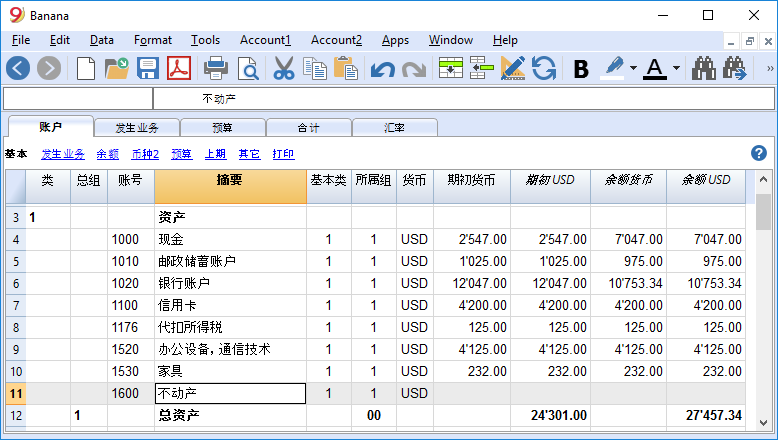 9 Banana
File Edit Data Format Tools Account1 Account2 Apps Window Help
B A »
不动产
账户 发生业务 预算 合计 汇率
基本 发生业务 余额 币种2 预算 上期 其它 打印 ?
类 总组 账号 摘要 基本类 所属组 货币 期初货币 期初 USD 余额货币 余额 USD
3 1 资产
4 1000 现金 1 1 USD 2'547.00 2'547.00 7'047.00 7'047.00
5 1010 邮政储蓄账户 1 1 USD 1'025.00 1'025.00 975.00 975.00
6 1020 银行账户 1 1 USD 12'047.00 12'047.00 10'753.34 10'753.34
7 1100 信用卡 1 1 USD 4'200.00 4'200.00 4'200.00 4'200.00
8 1176 代扣所得税 1 1 USD 125.00 125.00 125.00 125.00
9 1520 办公设备, 通信技术 1 1 USD 4'125.00 4'125.00 4'125.00 4'125.00
10 1530 家具 1 1 USD 232.00 232.00 232.00 232.00
11 1600 不动产 1 1 USD
12 1 总资产 00 24'301.00 27'457.34